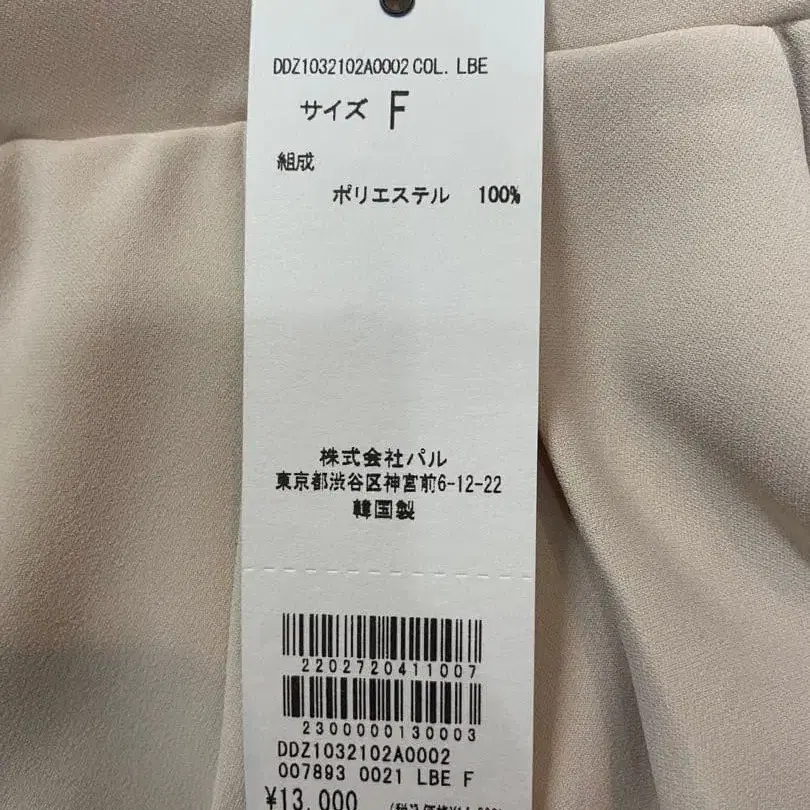 DDZ1032102A0002 COL. LBE
サイズ F
組成
ポリエステル 100%
株式会社パル
東京都渋谷区神宮前6-12-22
韓国製
2202720411007
2300000130003
DDZ1032102A0002
007893 0021 LBE F
¥13,000